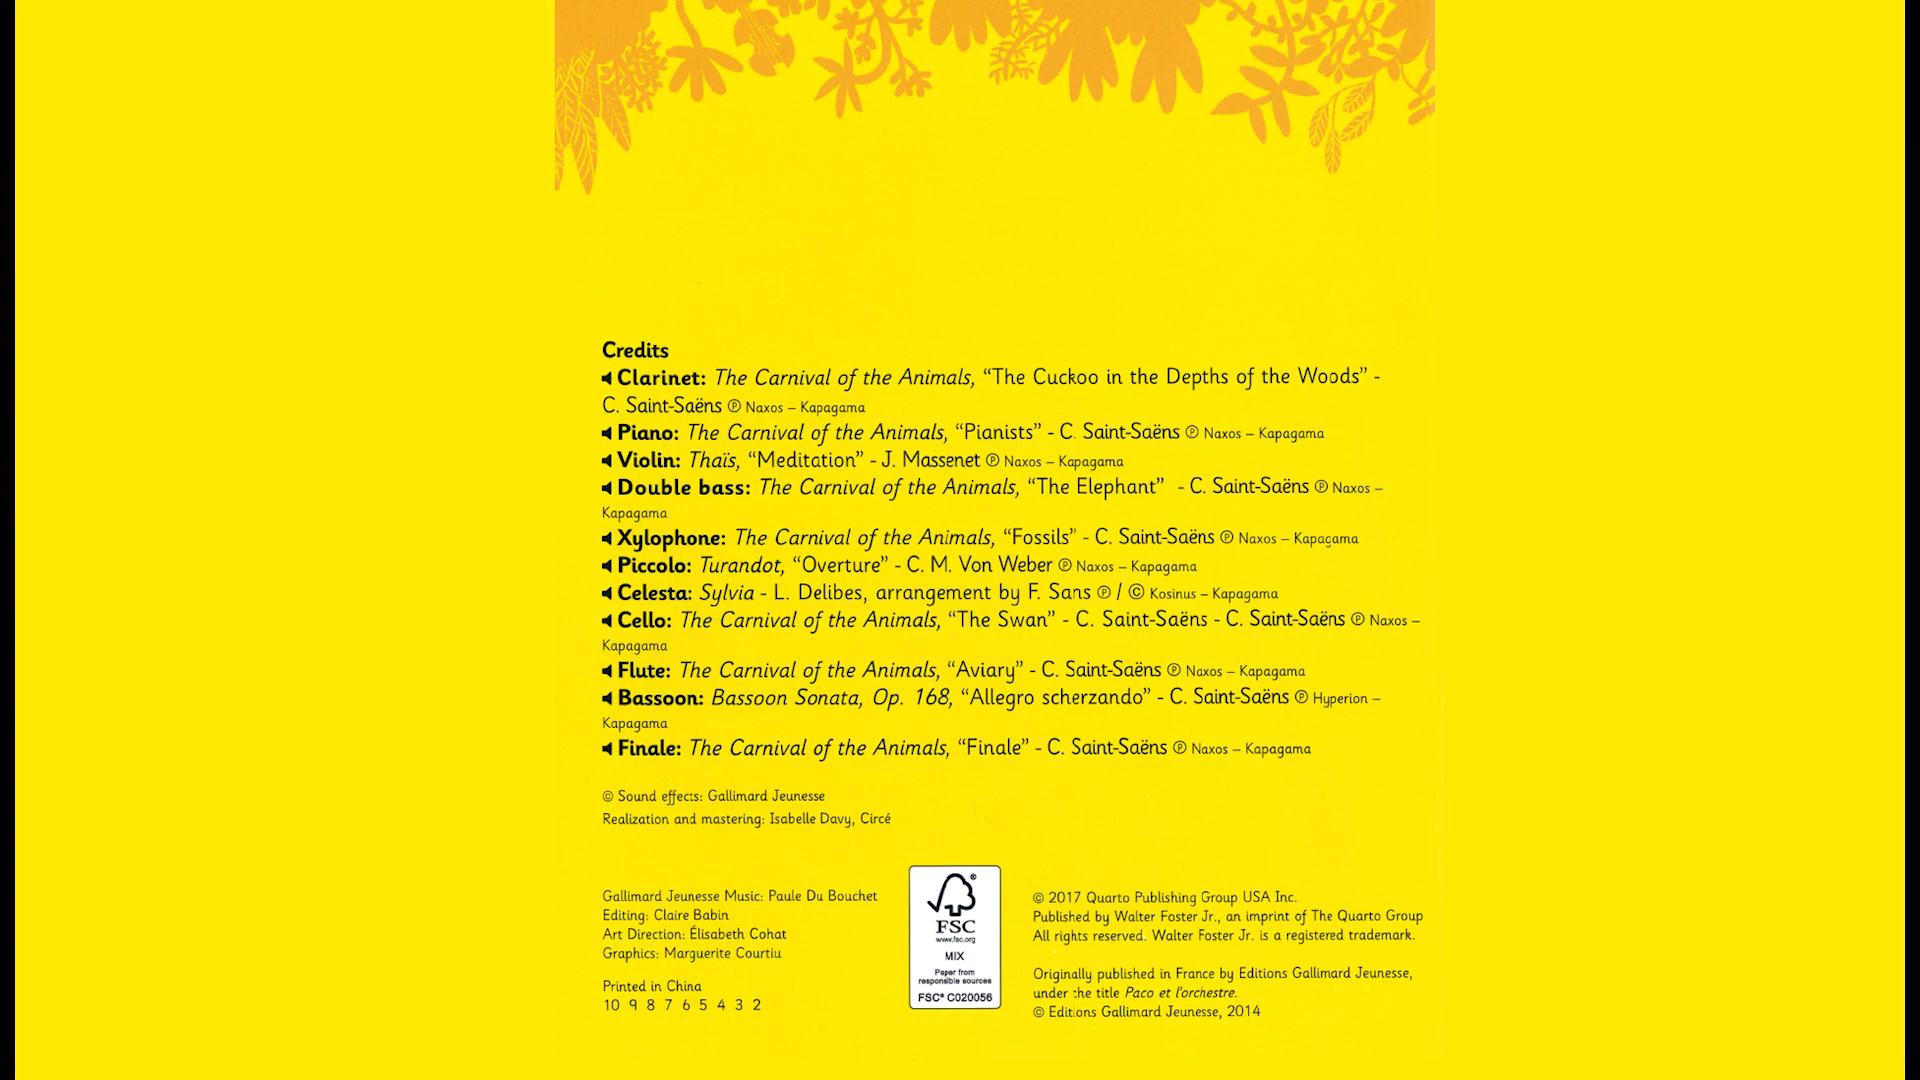 Credits
Clarinet: The Carnival of the Animals, “The Cuckoo in the Depths of the Woods” -
C. Saint-Saëns ℗ Naxos – Kapagama
Piano: The Carnival of the Animals, “Pianists” - C. Saint-Saëns ℗ Naxos – Kapagama
Violin: Thaïs, “Meditation” - J. Massenet ℗ Naxos – Kapagama
Double bass: The Carnival of the Animals, “The Elephant” - C. Saint-Saëns ℗ Naxos –
Kapagama
Xylophone: The Carnival of the Animals, “Fossils” - C. Saint-Saëns ℗ Naxos – Kapagama
Piccolo: Turandot, “Overture” - C. M. Von Weber ℗ Naxos – Kapagama
Celesta: Sylvia - L. Delibes, arrangement by F. Sans ℗ / © Kosinus – Kapagama
Cello: The Carnival of the Animals, “The Swan” - C. Saint-Saëns - C. Saint-Saëns ℗ Naxos –
Kapagama
Flute: The Carnival of the Animals, “Aviary” - C. Saint-Saëns ℗ Naxos – Kapagama
Bassoon: Bassoon Sonata, Op. 168, “Allegro scherzando” - C. Saint-Saëns ℗ Hyperion –
Kapagama
Finale: The Carnival of the Animals, “Finale” - C. Saint-Saëns ℗ Naxos – Kapagama
© Sound effects: Gallimard Jeunesse
Realization and mastering: Isabelle Davy, Circé
Gallimard Jeunesse Music: Paule Du Bouchet
Editing: Claire Babin
Art Direction: Élisabeth Cohat
Graphics: Marguerite Courtiu
Printed in China
10 9 8 7 6 5 4 3 2
®
FSC
www.fsc.org
MIX
Paper from
responsible sources
FSC® C020056
© 2017 Quarto Publishing Group USA Inc.
Published by Walter Foster Jr., an imprint of The Quarto Group
All rights reserved. Walter Foster Jr. is a registered trademark.
Originally published in France by Editions Gallimard Jeunesse,
under the title Paco et l’orchestre.
© Editions Gallimard Jeunesse, 2014